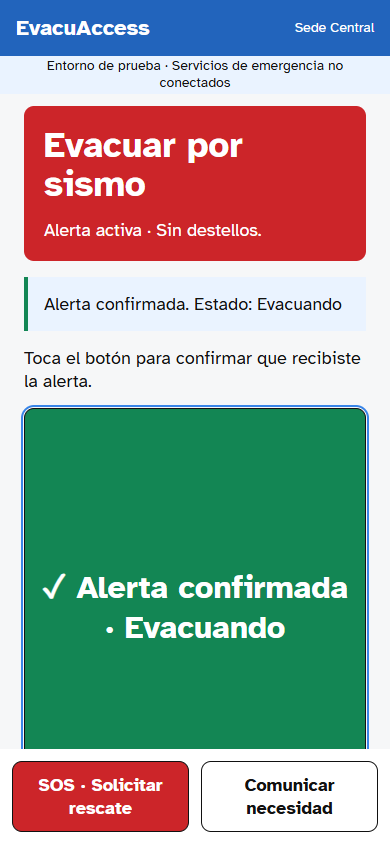 EvacuAccess
Sede Central
Entorno de prueba · Servicios de emergencia no
conectados
Evacuar por
sismo
Alerta activa · Sin destellos.
Alerta confirmada. Estado: Evacuando
Toca el botón para confirmar que recibiste
la alerta.
✓ Alerta confirmada
· Evacuando
SOS · Solicitar
rescate
Comunicar
necesidad